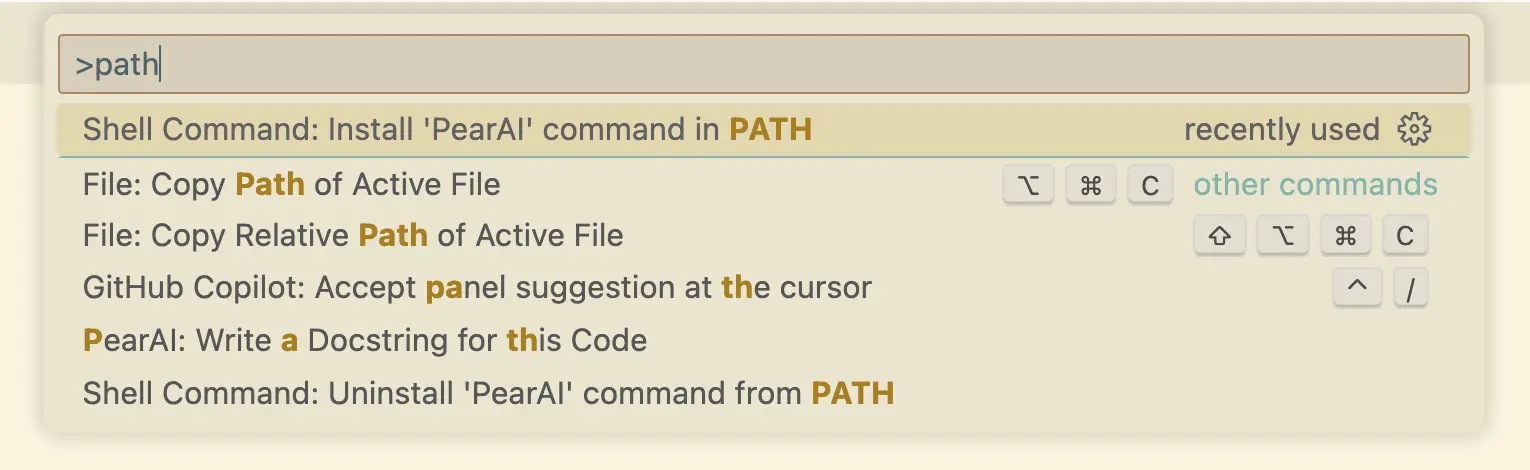 >path
Shell Command: Install 'PearAI' command in PATH recently used
File: Copy Path of Active File ⌥ ⌘ C other commands
File: Copy Relative Path of Active File ⇧ ⌥ ⌘ C
GitHub Copilot: Accept panel suggestion at the cursor ^ /
PearAI: Write a Docstring for this Code
Shell Command: Uninstall 'PearAI' command from PATH